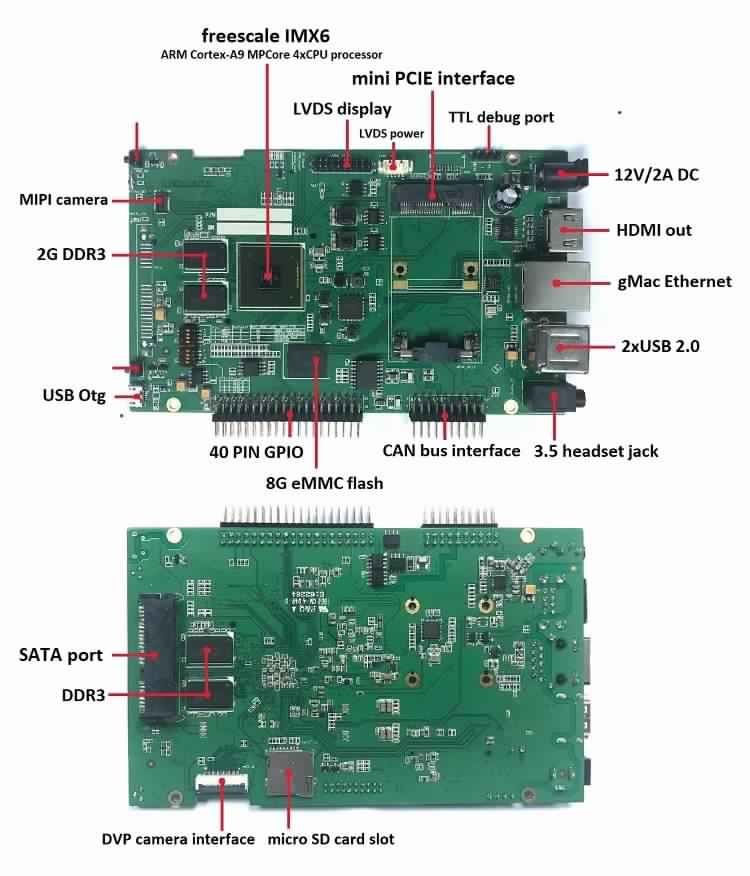 freescale IMX6
ARM Cortex-A9 MPCore 4xCPU processor
mini PCIE interface
LVDS display
LVDS power
TTL debug port
12V/2A DC
MIPI camera
HDMI out
2G DDR3
gMac Ethernet
2xUSB 2.0
USB Otg
40 PIN GPIO
CAN bus interface
3.5 headset jack
8G eMMC flash
SATA port
DDR3
DVP camera interface
micro SD card slot